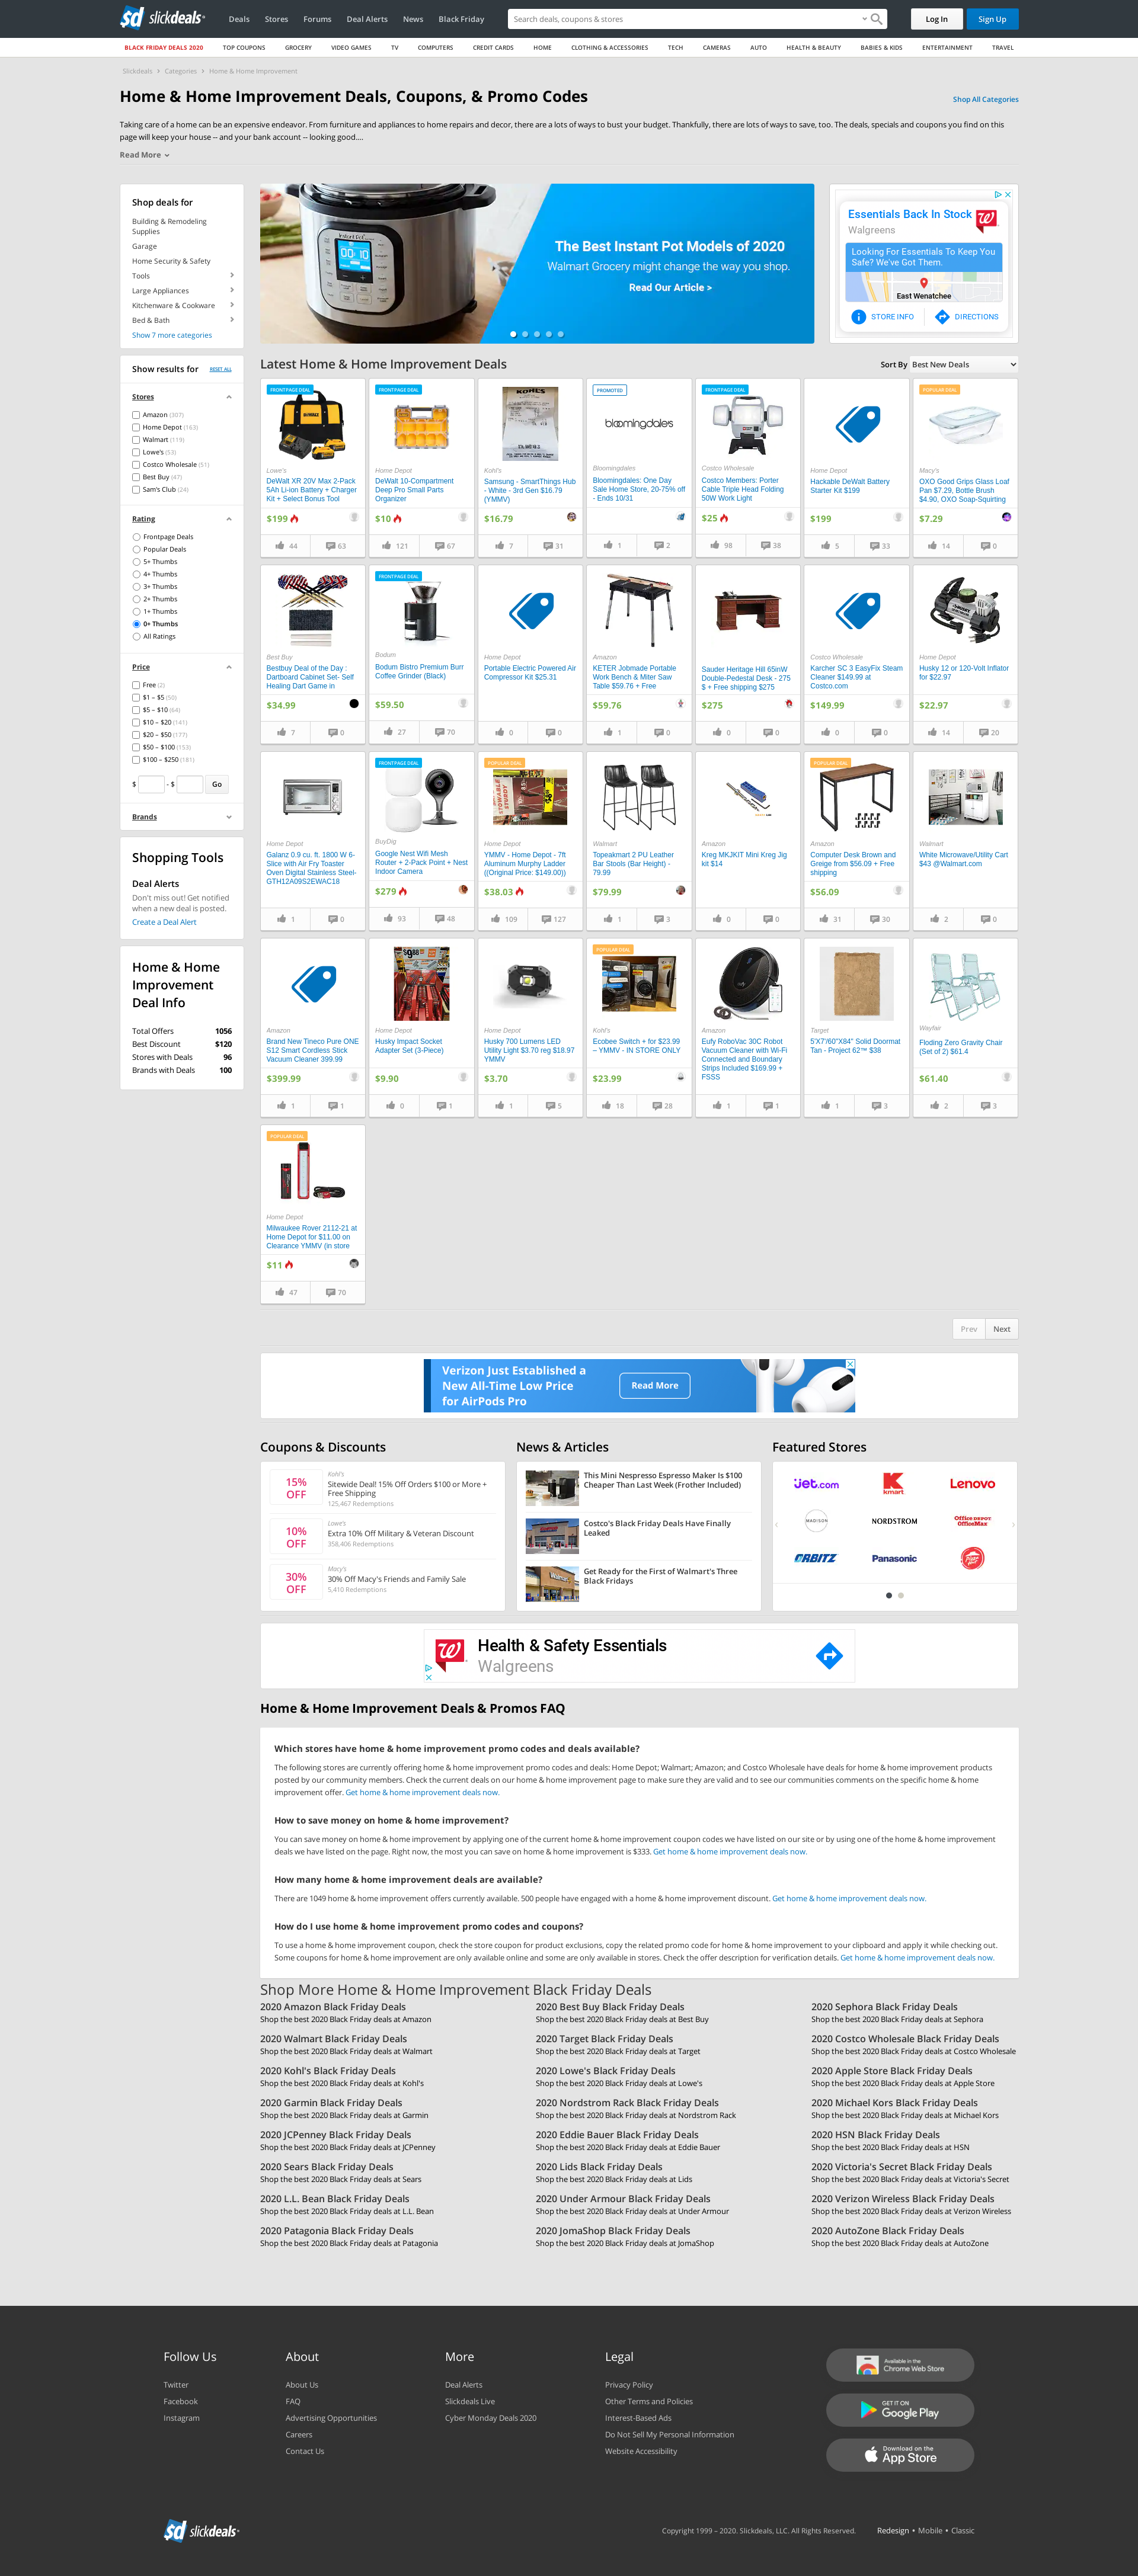 sd slickdeals
Deals
Stores
Forums
Deal Alerts
News
Black Friday
Search deals, coupons & stores
Log In
Sign Up
BLACK FRIDAY DEALS 2020
TOP COUPONS
GROCERY
VIDEO GAMES
TV
COMPUTERS
CREDIT CARDS
HOME
CLOTHING & ACCESSORIES
TECH
CAMERAS
AUTO
HEALTH & BEAUTY
BABIES & KIDS
ENTERTAINMENT
TRAVEL
Slickdeals > Categories > Home & Home Improvement
Home & Home Improvement Deals, Coupons, & Promo Codes
Shop All Categories
Taking care of a home can be an expensive endeavor. From furniture and appliances to home repairs and decor, there are a lots of ways to bust your budget. Thankfully, there are lots of ways to save, too. The deals, specials and coupons you find on this
page will keep your house -- and your bank account -- looking good....
Read More
Shop deals for
Building & Remodeling
Supplies
Garage
Home Security & Safety
Tools
Large Appliances
Kitchenware & Cookware
Bed & Bath
Show 7 more categories
Instant Pot
The Best Instant Pot Models of 2020
Walmart Grocery might change the way you shop.
Read Our Article >
Essentials Back In Stock
Walgreens
Looking For Essentials To Keep You
Safe? We've Got Them.
East Wenatchee
STORE INFO
DIRECTIONS
Show results for
RESET ALL
Stores
Amazon (307)
Home Depot (163)
Walmart (119)
Lowe's (53)
Costco Wholesale (51)
Best Buy (47)
Sam's Club (24)
Rating
Frontpage Deals
Popular Deals
5+ Thumbs
4+ Thumbs
3+ Thumbs
2+ Thumbs
1+ Thumbs
0+ Thumbs
All Ratings
Price
Free (2)
$1 – $5 (50)
$5 – $10 (64)
$10 – $20 (141)
$20 – $50 (177)
$50 – $100 (153)
$100 – $250 (181)
$ - $ Go
Brands
Shopping Tools
Deal Alerts
Don't miss out! Get notified
when a new deal is posted.
Create a Deal Alert
Home & Home
Improvement
Deal Info
Total Offers 1056
Best Discount $120
Stores with Deals 96
Brands with Deals 100
Latest Home & Home Improvement Deals
Sort By Best New Deals
FRONTPAGE DEAL
Lowe's
DeWalt XR 20V Max 2-Pack
5Ah Li-ion Battery + Charger
Kit + Select Bonus Tool
$199
44 63
FRONTPAGE DEAL
Home Depot
DeWalt 10-Compartment
Deep Pro Small Parts
Organizer
$10
121 67
KOHL'S
Kohl's
Samsung - SmartThings Hub
- White - 3rd Gen $16.79
(YMMV)
$16.79
7 31
PROMOTED
bloomingdales
Bloomingdales
Bloomingdales: One Day
Sale Home Store, 20-75% off
- Ends 10/31
1 2
FRONTPAGE DEAL
Costco Wholesale
Costco Members: Porter
Cable Triple Head Folding
50W Work Light
$25
98 38
Home Depot
Hackable DeWalt Battery
Starter Kit $199
$199
5 33
POPULAR DEAL
Macy's
OXO Good Grips Glass Loaf
Pan $7.29, Bottle Brush
$4.90, OXO Soap-Squirting
$7.29
14 0
Best Buy
Bestbuy Deal of the Day :
Dartboard Cabinet Set- Self
Healing Dart Game in
$34.99
7 0
FRONTPAGE DEAL
Bodum
Bodum Bistro Premium Burr
Coffee Grinder (Black)
$59.50
27 70
Home Depot
Portable Electric Powered Air
Compressor Kit $25.31
0 0
Amazon
KETER Jobmade Portable
Work Bench & Miter Saw
Table $59.76 + Free
$59.76
1 0
Sauder Heritage Hill 65inW
Double-Pedestal Desk - 275
$ + Free shipping $275
$275
0 0
Costco Wholesale
Karcher SC 3 EasyFix Steam
Cleaner $149.99 at
Costco.com
$149.99
0 0
Home Depot
Husky 12 or 120-Volt Inflator
for $22.97
$22.97
14 20
Home Depot
Galanz 0.9 cu. ft. 1800 W 6-
Slice with Air Fry Toaster
Oven Digital Stainless Steel-
GTH12A09S2EWAC18
1 0
FRONTPAGE DEAL
BuyDig
Google Nest Wifi Mesh
Router + 2-Pack Point + Nest
Indoor Camera
$279
93 48
POPULAR DEAL
Home Depot
YMMV - Home Depot - 7ft
Aluminum Murphy Ladder
((Original Price: $149.00))
$38.03
109 127
Walmart
Topeakmart 2 PU Leather
Bar Stools (Bar Height) -
79.99
$79.99
1 3
Amazon
Kreg MKJKIT Mini Kreg Jig
kit $14
0 0
POPULAR DEAL
Amazon
Computer Desk Brown and
Greige from $56.09 + Free
shipping
$56.09
31 30
Walmart
White Microwave/Utility Cart
$43 @Walmart.com
2 0
Amazon
Brand New Tineco Pure ONE
S12 Smart Cordless Stick
Vacuum Cleaner 399.99
$399.99
1 1
$9.88
Home Depot
Husky Impact Socket
Adapter Set (3-Piece)
$9.90
0 1
Home Depot
Husky 700 Lumens LED
Utility Light $3.70 reg $18.97
YMMV
$3.70
1 5
POPULAR DEAL
Kohl's
Ecobee Switch + for $23.99
– YMMV - IN STORE ONLY
$23.99
18 28
Amazon
Eufy RoboVac 30C Robot
Vacuum Cleaner with Wi-Fi
Connected and Boundary
Strips Included $169.99 +
FSSS
1 1
Target
5'X7'/60"X84" Solid Doormat
Tan - Project 62™ $38
1 3
Wayfair
Floding Zero Gravity Chair
(Set of 2) $61.4
$61.40
2 3
POPULAR DEAL
Home Depot
Milwaukee Rover 2112-21 at
Home Depot for $11.00 on
Clearance YMMV (in store
$11
47 70
Prev
Next
Verizon Just Established a
New All-Time Low Price
for AirPods Pro
Read More
Coupons & Discounts
15%
OFF
Kohl's
Sitewide Deal! 15% Off Orders $100 or More +
Free Shipping
125,467 Redemptions
10%
OFF
Lowe's
Extra 10% Off Military & Veteran Discount
358,406 Redemptions
30%
OFF
Macy's
30% Off Macy's Friends and Family Sale
5,410 Redemptions
News & Articles
This Mini Nespresso Espresso Maker Is $100
Cheaper Than Last Week (Frother Included)
Costco's Black Friday Deals Have Finally
Leaked
Get Ready for the First of Walmart's Three
Black Fridays
Featured Stores
jet.com
kmart
Lenovo
MADISON
NORDSTROM
Office DEPOT
OfficeMax
ORBITZ
Panasonic
Pizza Hut
Health & Safety Essentials
Walgreens
Home & Home Improvement Deals & Promos FAQ
Which stores have home & home improvement promo codes and deals available?
The following stores are currently offering home & home improvement promo codes and deals: Home Depot; Walmart; Amazon; and Costco Wholesale have deals for home & home improvement products
posted by our community members. Check the current deals on our home & home improvement page to make sure they are valid and to see our communities comments on the specific home & home
improvement offer. Get home & home improvement deals now.
How to save money on home & home improvement?
You can save money on home & home improvement by applying one of the current home & home improvement coupon codes we have listed on our site or by using one of the home & home improvement
deals we have listed on the page. Right now, the most you can save on home & home improvement is $333. Get home & home improvement deals now.
How many home & home improvement deals are available?
There are 1049 home & home improvement offers currently available. 500 people have engaged with a home & home improvement discount. Get home & home improvement deals now.
How do I use home & home improvement promo codes and coupons?
To use a home & home improvement coupon, check the store coupon for product exclusions, copy the related promo code for home & home improvement to your clipboard and apply it while checking out.
Some coupons for home & home improvement are only available online and some are only available in stores. Check the offer description for verification details. Get home & home improvement deals now.
Shop More Home & Home Improvement Black Friday Deals
2020 Amazon Black Friday Deals
Shop the best 2020 Black Friday deals at Amazon
2020 Best Buy Black Friday Deals
Shop the best 2020 Black Friday deals at Best Buy
2020 Sephora Black Friday Deals
Shop the best 2020 Black Friday deals at Sephora
2020 Walmart Black Friday Deals
Shop the best 2020 Black Friday deals at Walmart
2020 Target Black Friday Deals
Shop the best 2020 Black Friday deals at Target
2020 Costco Wholesale Black Friday Deals
Shop the best 2020 Black Friday deals at Costco Wholesale
2020 Kohl's Black Friday Deals
Shop the best 2020 Black Friday deals at Kohl's
2020 Lowe's Black Friday Deals
Shop the best 2020 Black Friday deals at Lowe's
2020 Apple Store Black Friday Deals
Shop the best 2020 Black Friday deals at Apple Store
2020 Garmin Black Friday Deals
Shop the best 2020 Black Friday deals at Garmin
2020 Nordstrom Rack Black Friday Deals
Shop the best 2020 Black Friday deals at Nordstrom Rack
2020 Michael Kors Black Friday Deals
Shop the best 2020 Black Friday deals at Michael Kors
2020 JCPenney Black Friday Deals
Shop the best 2020 Black Friday deals at JCPenney
2020 Eddie Bauer Black Friday Deals
Shop the best 2020 Black Friday deals at Eddie Bauer
2020 HSN Black Friday Deals
Shop the best 2020 Black Friday deals at HSN
2020 Sears Black Friday Deals
Shop the best 2020 Black Friday deals at Sears
2020 Lids Black Friday Deals
Shop the best 2020 Black Friday deals at Lids
2020 Victoria's Secret Black Friday Deals
Shop the best 2020 Black Friday deals at Victoria's Secret
2020 L.L. Bean Black Friday Deals
Shop the best 2020 Black Friday deals at L.L. Bean
2020 Under Armour Black Friday Deals
Shop the best 2020 Black Friday deals at Under Armour
2020 Verizon Wireless Black Friday Deals
Shop the best 2020 Black Friday deals at Verizon Wireless
2020 Patagonia Black Friday Deals
Shop the best 2020 Black Friday deals at Patagonia
2020 JomaShop Black Friday Deals
Shop the best 2020 Black Friday deals at JomaShop
2020 AutoZone Black Friday Deals
Shop the best 2020 Black Friday deals at AutoZone
Follow Us
Twitter
Facebook
Instagram
About
About Us
FAQ
Advertising Opportunities
Careers
Contact Us
More
Deal Alerts
Slickdeals Live
Cyber Monday Deals 2020
Legal
Privacy Policy
Other Terms and Policies
Interest-Based Ads
Do Not Sell My Personal Information
Website Accessibility
Available in the
Chrome Web Store
GET IT ON
Google Play
Download on the
App Store
sd slickdeals
Copyright 1999 – 2020. Slickdeals, LLC. All Rights Reserved.
Redesign • Mobile • Classic